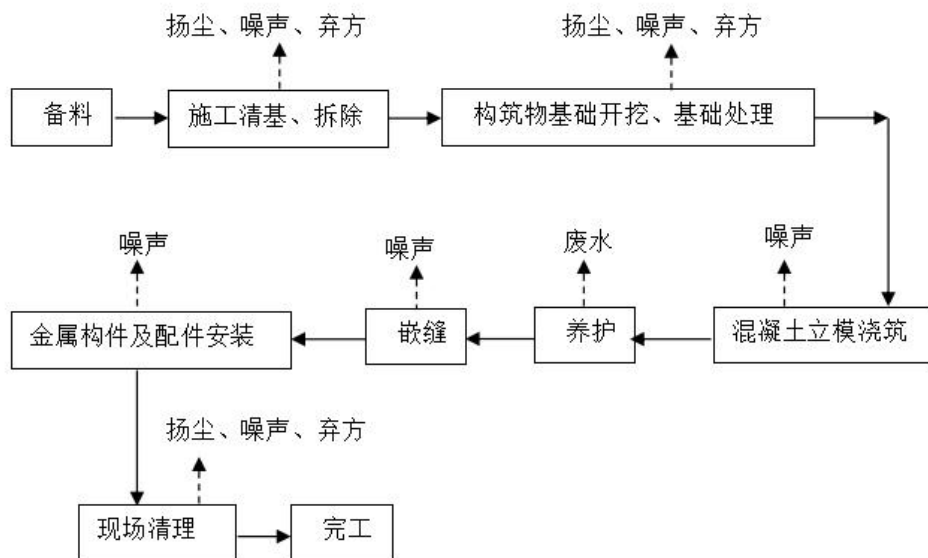 扬尘、噪声、弃方
扬尘、噪声、弃方
备料
施工清基、拆除
构筑物基础开挖、基础处理
噪声
噪声
废水
噪声
金属构件及配件安装
嵌缝
养护
混凝土立模浇筑
扬尘、噪声、弃方
现场清理
完工